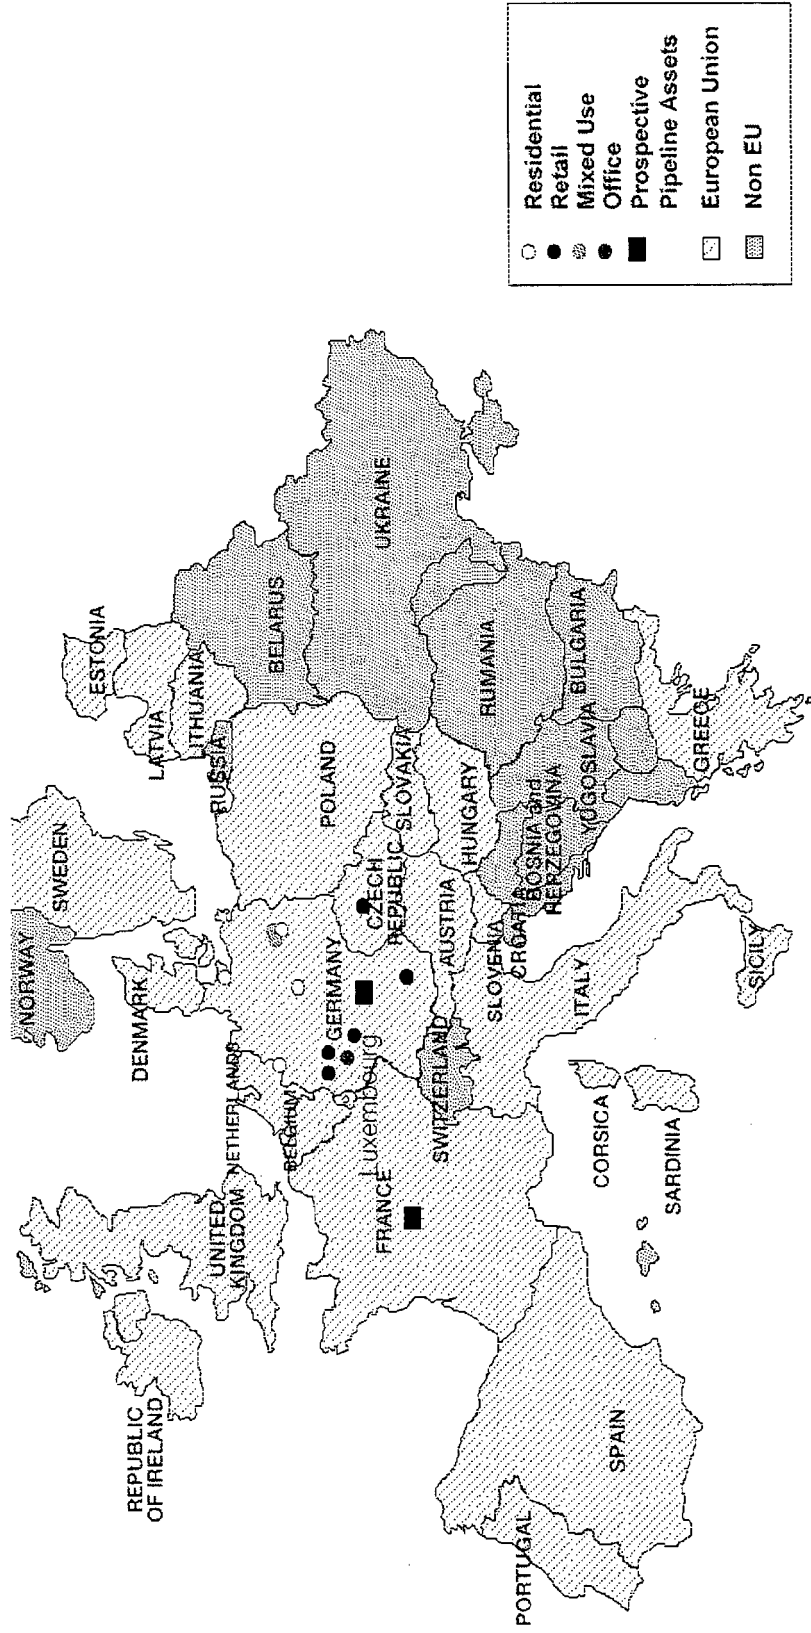 NORWAY
SWEDEN
ESTONIA
LATVIA
LITHUANIA
RUSSIA
DENMARK
REPUBLIC
OF IRELAND
UNITED
KINGDOM
NETHERLANDS
BELGIUM
Luxembourg
GERMANY
POLAND
BELARUS
UKRAINE
CZECH
REPUBLIC
SLOVAKIA
FRANCE
SWITZERLAND
AUSTRIA
HUNGARY
RUMANIA
SLOVENIA
CROATIA
BOSNIA and
HERZEGOVINA
YUGOSLAVIA
BULGARIA
PORTUGAL
SPAIN
CORSICA
SARDINIA
ITALY
SICILY
GREECE
Residential
Retail
Mixed Use
Office
Prospective
Pipeline Assets
European Union
Non EU